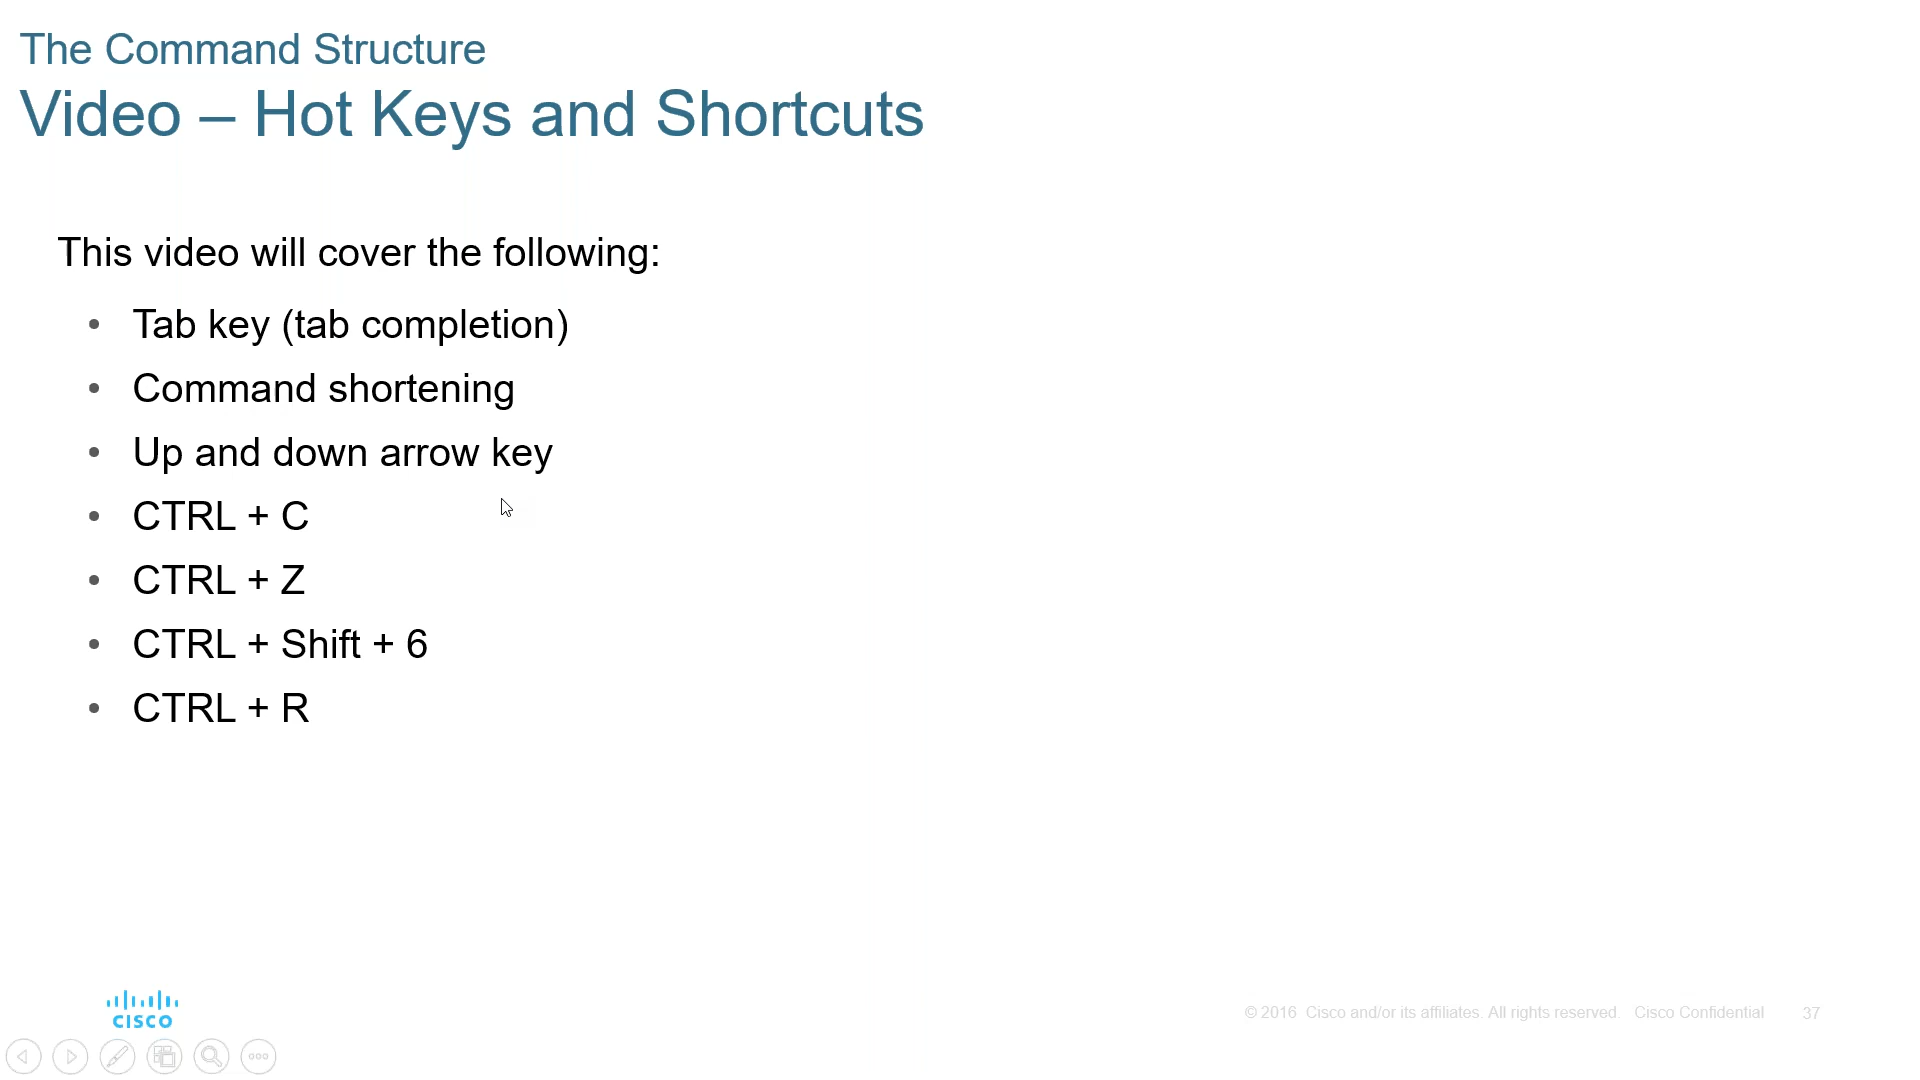 The Command Structure
Video – Hot Keys and Shortcuts
This video will cover the following:
• Tab key (tab completion)
• Command shortening
• Up and down arrow key
• CTRL + C
• CTRL + Z
• CTRL + Shift + 6
• CTRL + R
CISCO
© 2016 Cisco and/or its affiliates. All rights reserved. Cisco Confidential 37